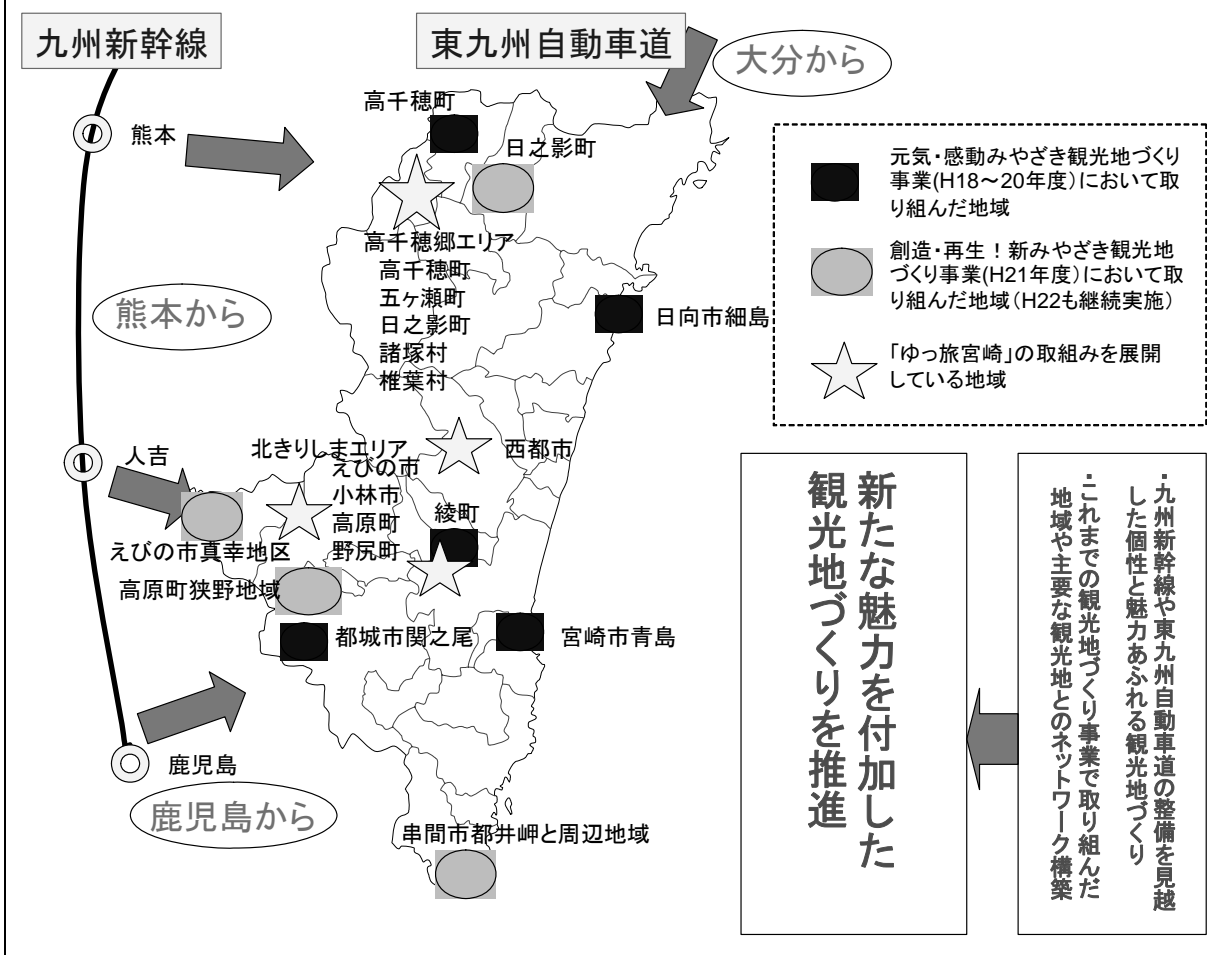 九州新幹線
東九州自動車道
大分から
高千穂町
熊本
日之影町
高千穂郷エリア
高千穂町
五ヶ瀬町
日之影町
諸塚村
椎葉村
熊本から
日向市細島
元気・感動みやざき観光地づくり
事業(H18～20年度)において取
り組んだ地域
創造・再生！新みやざき観光地
づくり事業(H21年度)において取
り組んだ地域(H22も継続実施)
「ゆっ旅宮崎」の取組みを展開
している地域
人吉
北きりしまエリア
えびの市
小林市
高原町
野尻町
西都市
綾町
えびの市真幸地区
高原町狭野地域
都城市関之尾
宮崎市青島
鹿児島
鹿児島から
串間市都井岬と周辺地域
・九州新幹線や東九州自動車道の整備を見越
した個性と魅力あふれる観光地づくり
・これまでの観光地づくり事業で取り組んだ
地域や主要な観光地とのネットワーク構築
新たな魅力を付加した
観光地づくりを推進